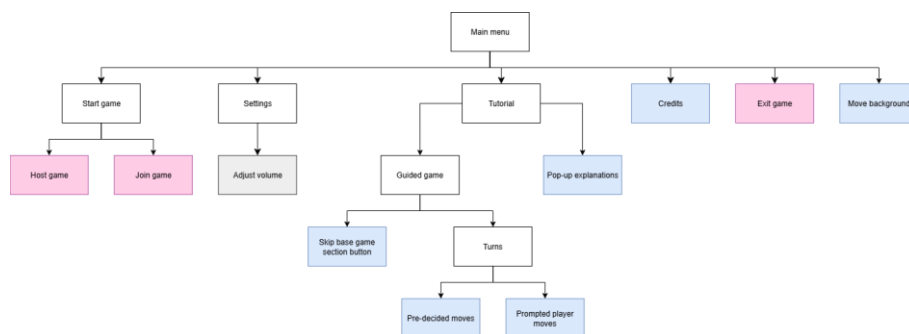 Main menu
Start game
Settings
Tutorial
Credits
Exit game
Move background
Host game
Join game
Adjust volume
Guided game
Pop-up explanations
Skip base game
section button
Turns
Pre-decided moves
Prompted player
moves